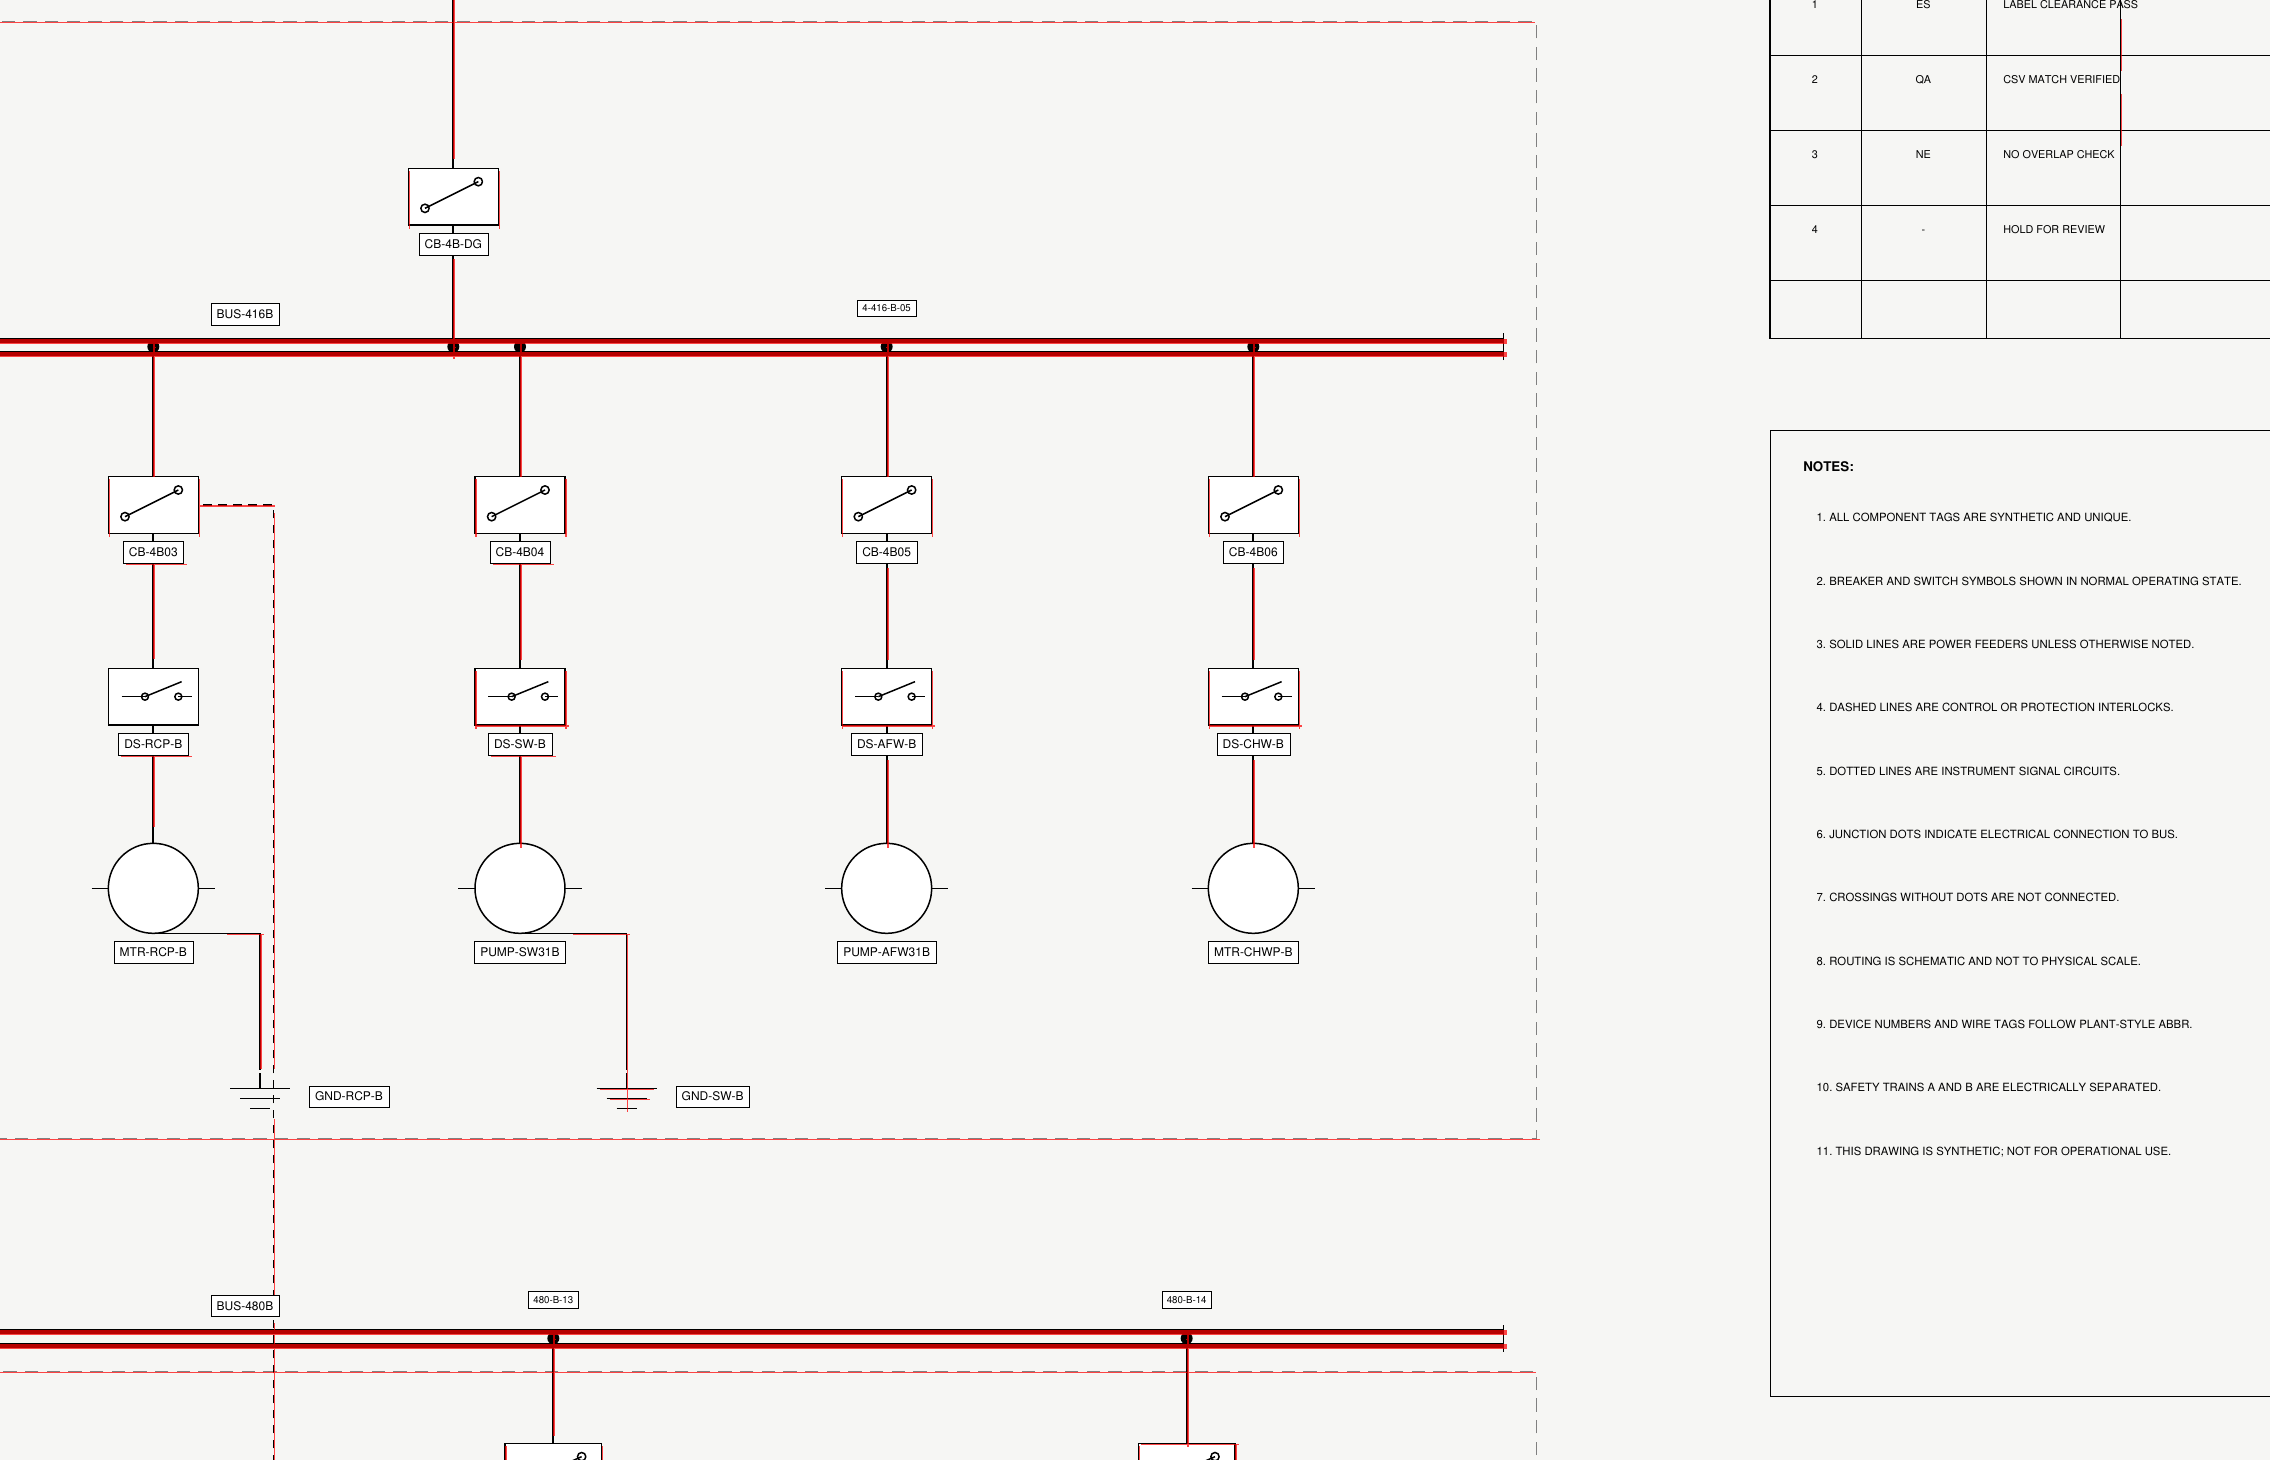 1 ES LABEL CLEARANCE PASS
2 QA CSV MATCH VERIFIED
3 NE NO OVERLAP CHECK
4 - HOLD FOR REVIEW
CB-4B-DG
BUS-416B
4-416-B-05
CB-4B03
CB-4B04
CB-4B05
CB-4B06
DS-RCP-B
DS-SW-B
DS-AFW-B
DS-CHW-B
MTR-RCP-B
PUMP-SW31B
PUMP-AFW31B
MTR-CHWP-B
GND-RCP-B
GND-SW-B
BUS-480B
480-B-13
480-B-14
NOTES:
1. ALL COMPONENT TAGS ARE SYNTHETIC AND UNIQUE.
2. BREAKER AND SWITCH SYMBOLS SHOWN IN NORMAL OPERATING STATE.
3. SOLID LINES ARE POWER FEEDERS UNLESS OTHERWISE NOTED.
4. DASHED LINES ARE CONTROL OR PROTECTION INTERLOCKS.
5. DOTTED LINES ARE INSTRUMENT SIGNAL CIRCUITS.
6. JUNCTION DOTS INDICATE ELECTRICAL CONNECTION TO BUS.
7. CROSSINGS WITHOUT DOTS ARE NOT CONNECTED.
8. ROUTING IS SCHEMATIC AND NOT TO PHYSICAL SCALE.
9. DEVICE NUMBERS AND WIRE TAGS FOLLOW PLANT-STYLE ABBR.
10. SAFETY TRAINS A AND B ARE ELECTRICALLY SEPARATED.
11. THIS DRAWING IS SYNTHETIC; NOT FOR OPERATIONAL USE.